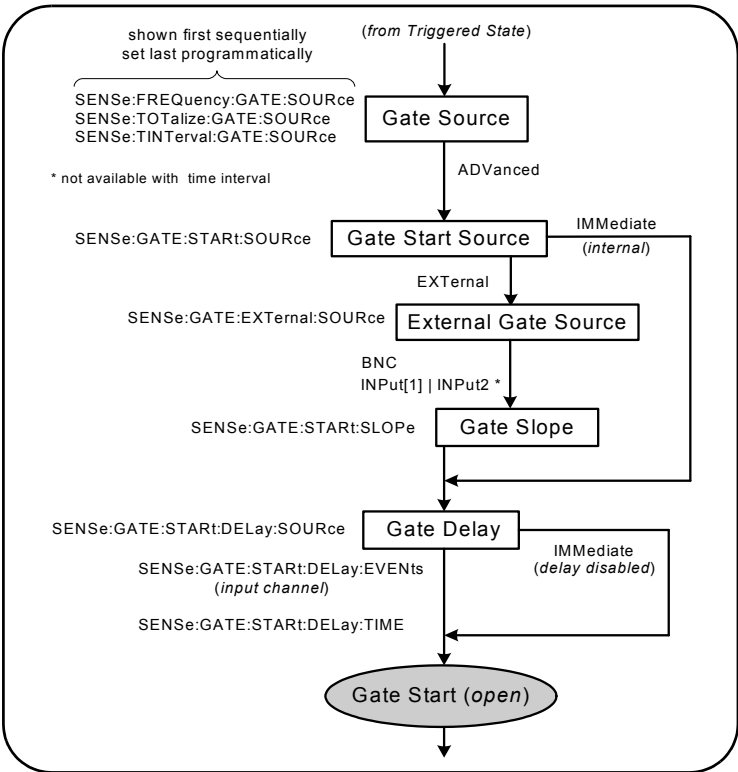 shown first sequentially
set last programmatically
(from Triggered State)
SENSe:FREQuency:GATE:SOURce
SENSe:TOTalize:GATE:SOURce
SENSe:TINTerval:GATE:SOURce
Gate Source
* not available with time interval
ADVanced
SENSe:GATE:STARt:SOURce
Gate Start Source
IMMediate
(internal)
EXTernal
SENSe:GATE:EXTernal:SOURce
External Gate Source
BNC
INPut[1] | INPut2 *
SENSe:GATE:STARt:SLOPe
Gate Slope
SENSe:GATE:STARt:DELay:SOURce
Gate Delay
IMMediate
(delay disabled)
SENSe:GATE:STARt:DELay:EVENts
(input channel)
SENSe:GATE:STARt:DELay:TIME
Gate Start (open)